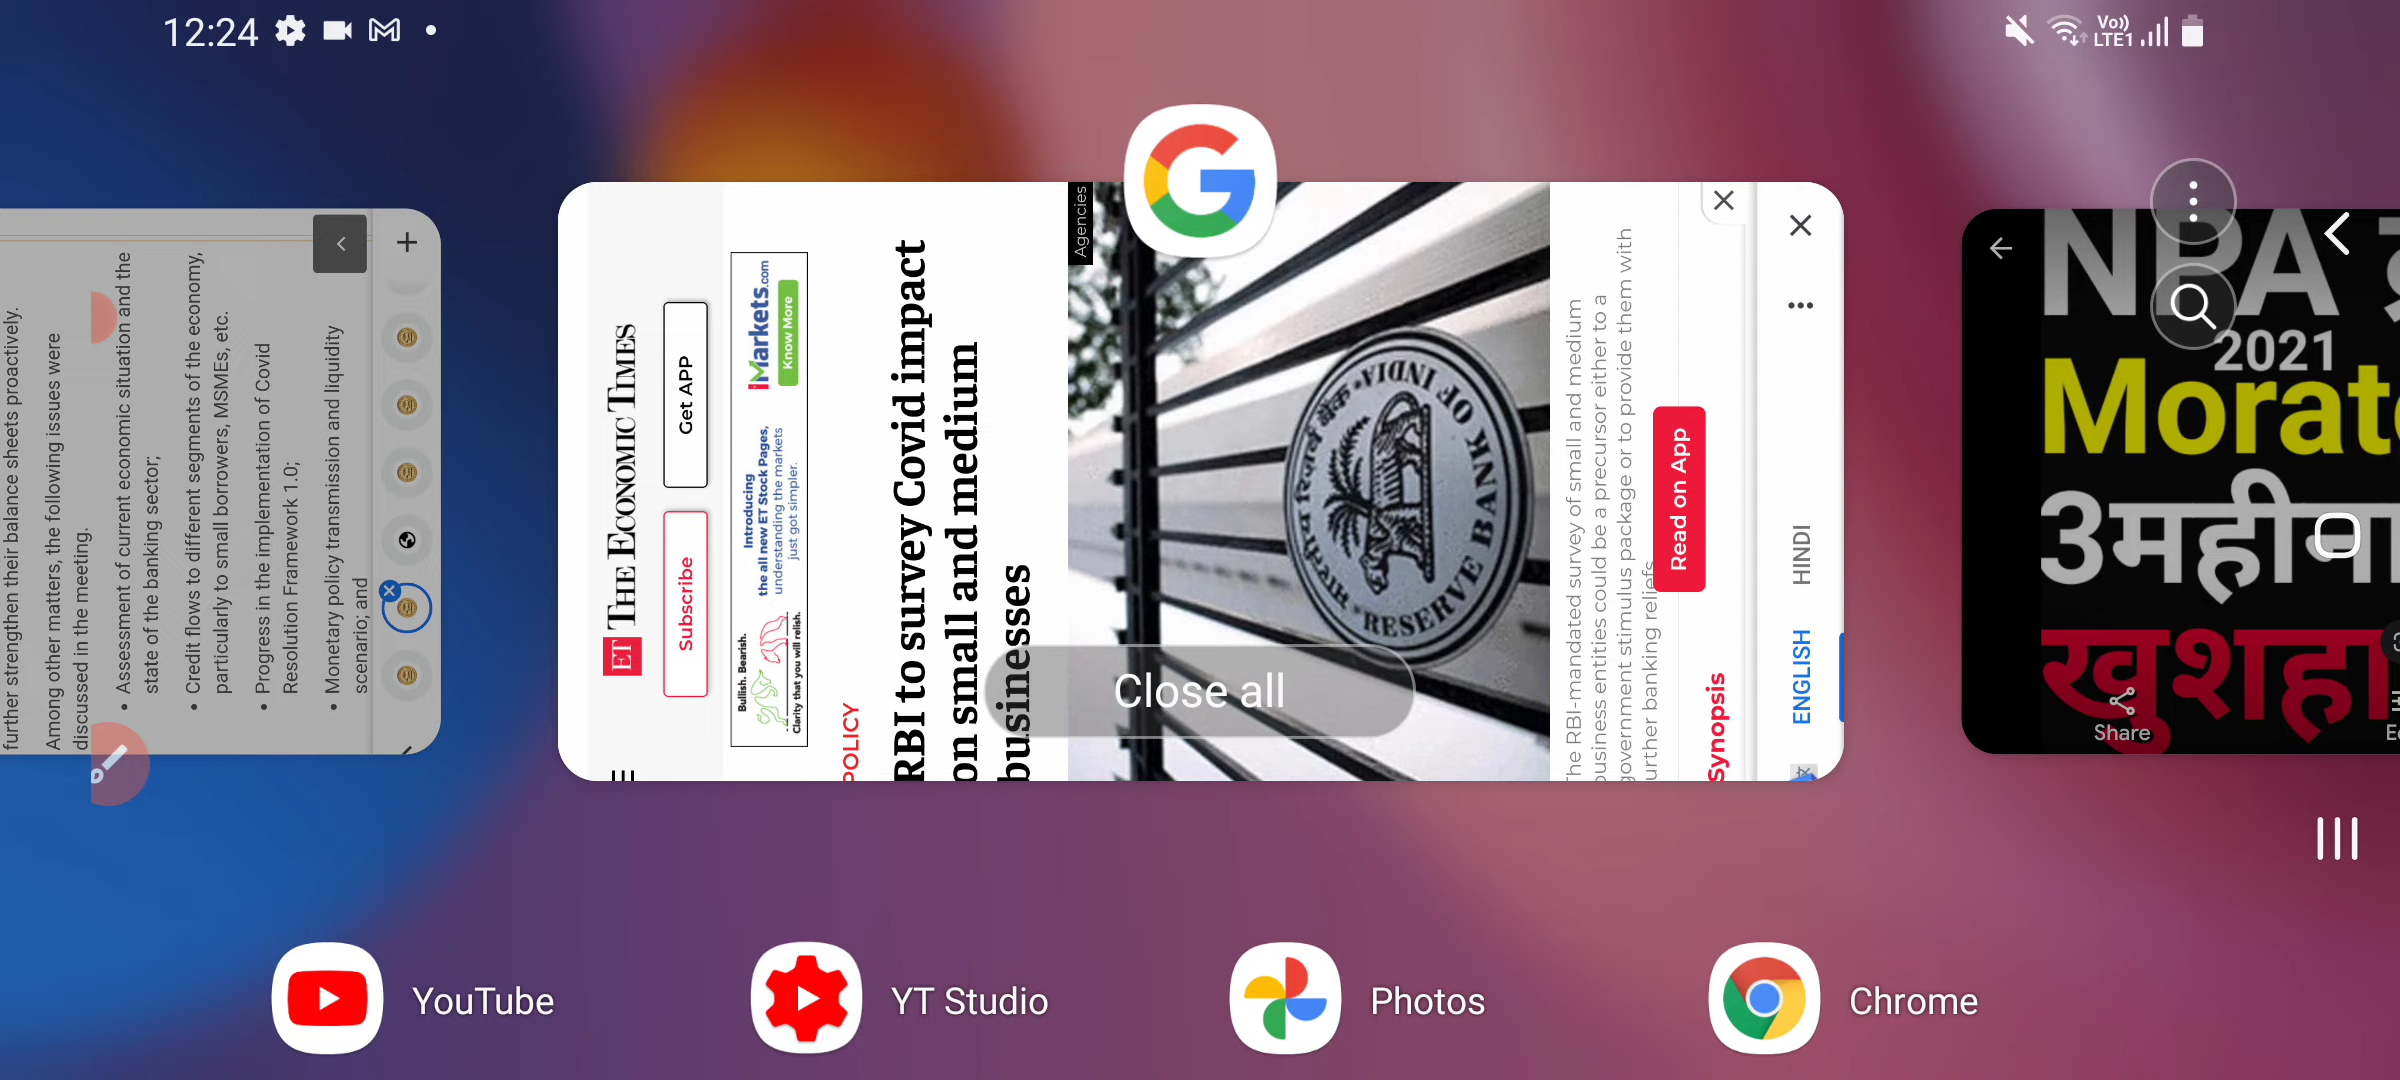 12:24
Vo))
LTE1
further strengthen their balance sheets proactively.
Among other matters, the following issues were
discussed in the meeting.
• Assessment of current economic situation and the
state of the banking sector;
• Credit flows to different segments of the economy,
particularly to small borrowers, MSMEs, etc.
• Progress in the implementation of Covid
Resolution Framework 1.0;
• Monetary policy transmission and liquidity
scenario; and
ET THE ECONOMIC TIMES
Subscribe
Get APP
Bullish. Bearish.
Clarity that you will relish.
Introducing
the all new ET Stock Pages,
understanding the markets
just got simpler.
iMarkets.com
Know More
POLICY
RBI to survey Covid impact
on small and medium
businesses
Agencies
भारतीय रिज़र्व बैंक
RESERVE BANK OF INDIA
he RBI-mandated survey of small and medium
business entities could be a precursor either to a
government stimulus package or to provide them with
urther banking reliefs
Read on App
Synopsis
ENGLISH
HINDI
Close all
NPA
2021
Morat
3महीना
खुशहा
Share
YouTube
YT Studio
Photos
Chrome